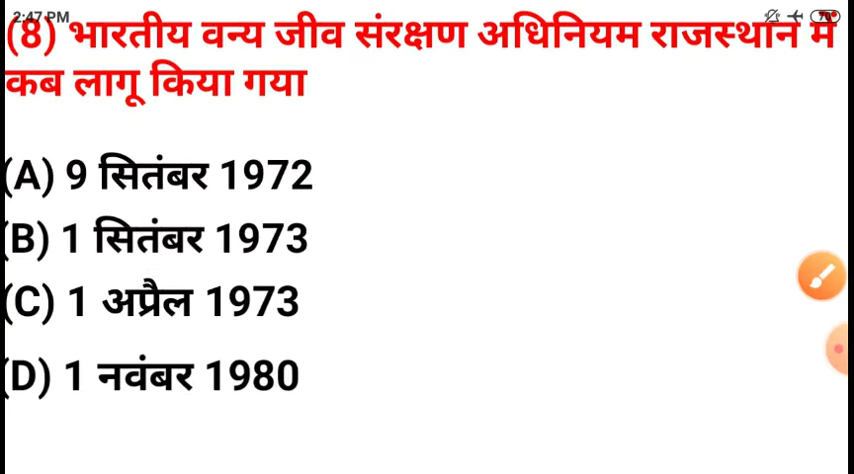 2:47 PM
(8) भारतीय वन्य जीव संरक्षण अधिनियम राजस्थान में
कब लागू किया गया
(A) 9 सितंबर 1972
(B) 1 सितंबर 1973
(C) 1 अप्रैल 1973
(D) 1 नवंबर 1980